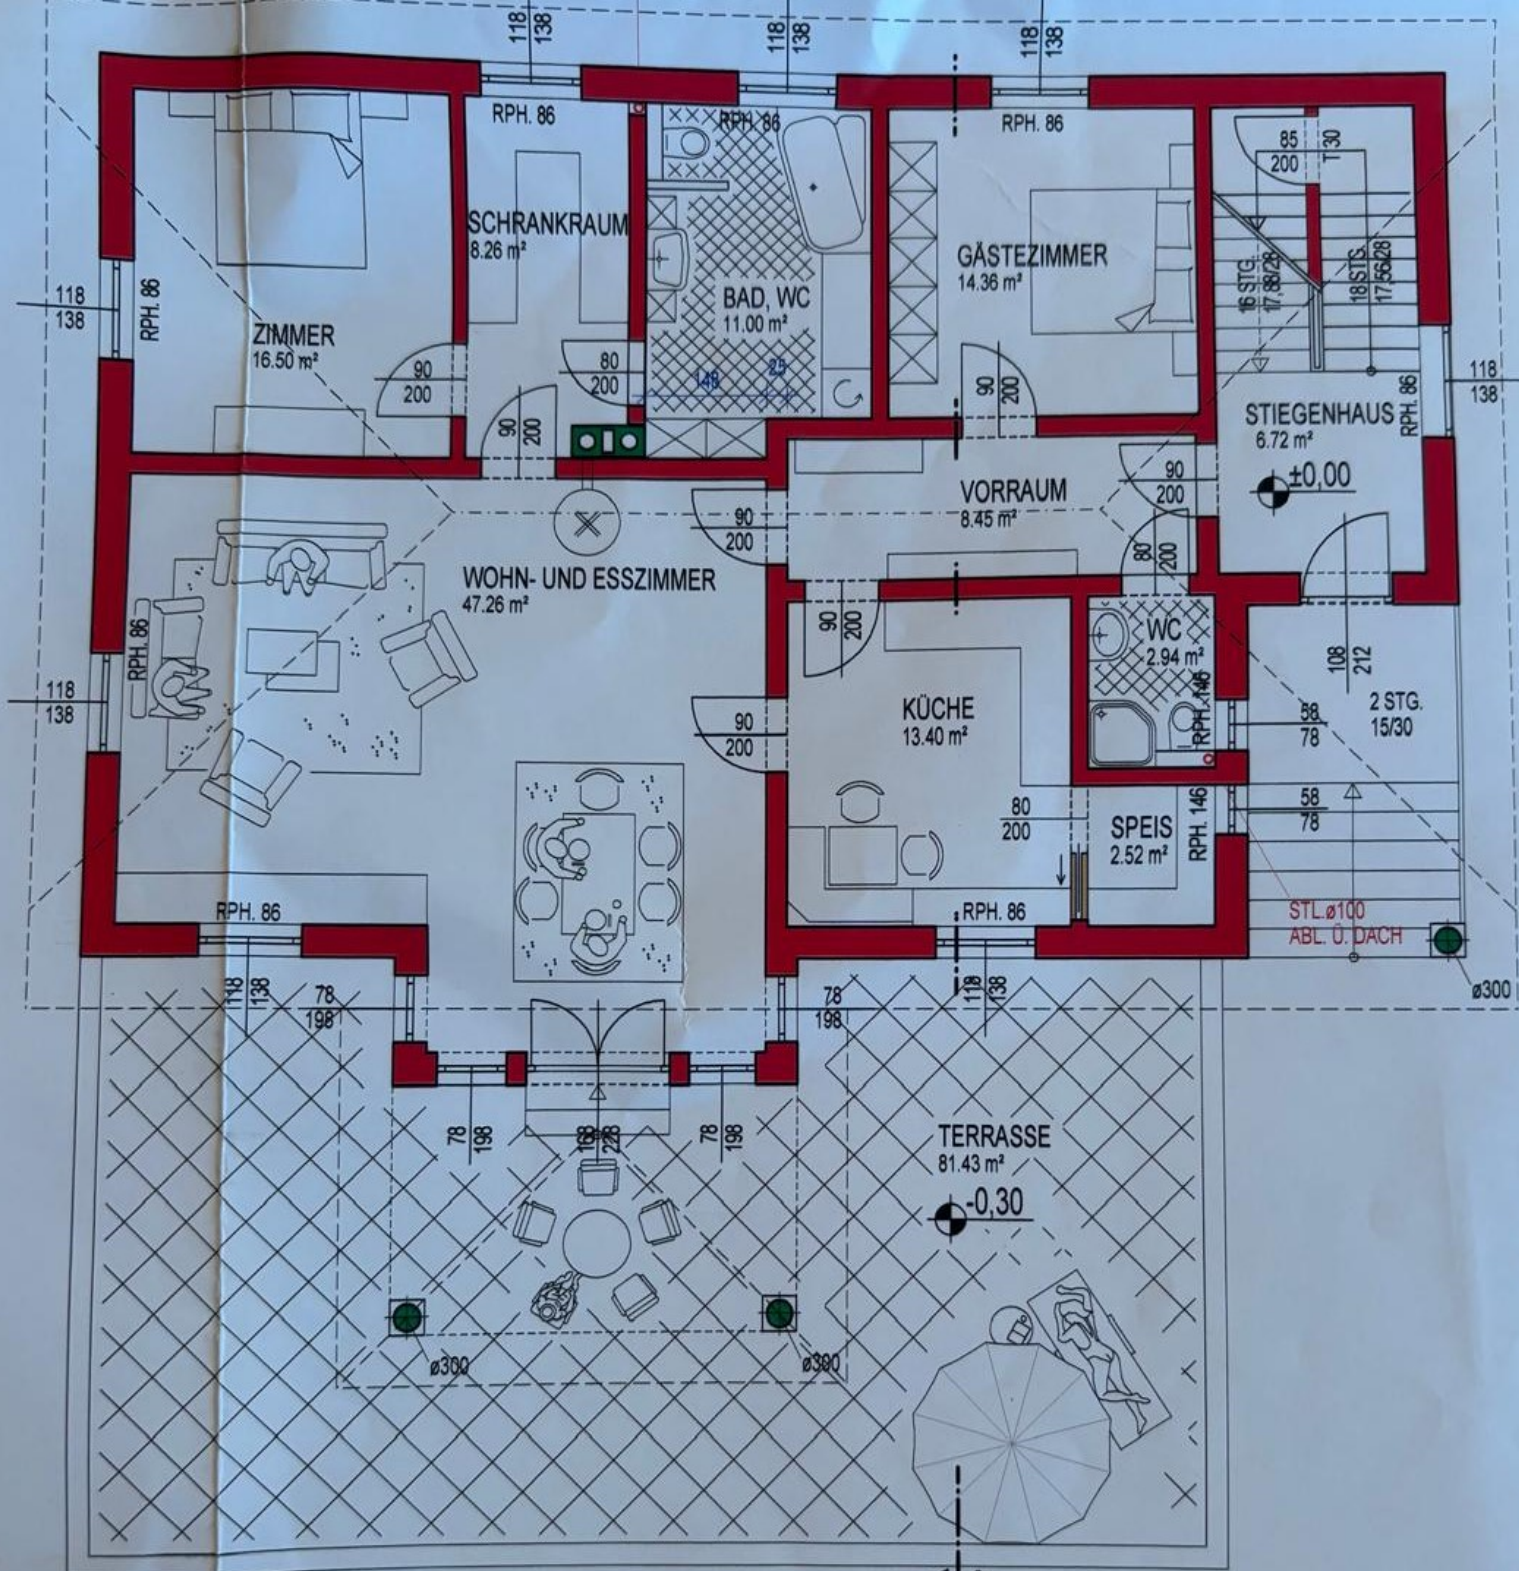 118
138
118
138
118
138
RPH. 86
RPH. 86
RPH. 86
85
200
T30
SCHRANKRAUM
8.26 m²
GÄSTEZIMMER
14.36 m²
BAD, WC
11.00 m²
16 STG.
17,88/28
18 STG.
17,56/28
118
138
RPH. 86
ZIMMER
16.50 m²
90
200
80
200
148
25
90
200
90
200
118
138
RPH. 86
STIEGENHAUS
6.72 m²
±0,00
VORRAUM
8.45 m²
90
200
90
200
80
200
WOHN- UND ESSZIMMER
47.26 m²
RPH. 86
118
138
90
200
WC
2.94 m²
RPH. 146
108
212
2 STG.
15/30
KÜCHE
13.40 m²
90
200
58
78
58
78
80
200
SPEIS
2.52 m²
RPH. 146
RPH. 86
RPH. 86
STL.ø100
ABL. Ü. DACH
ø300
118
138
78
198
78
198
118
138
78
198
168
228
78
198
TERRASSE
81.43 m²
-0,30
ø300
ø300